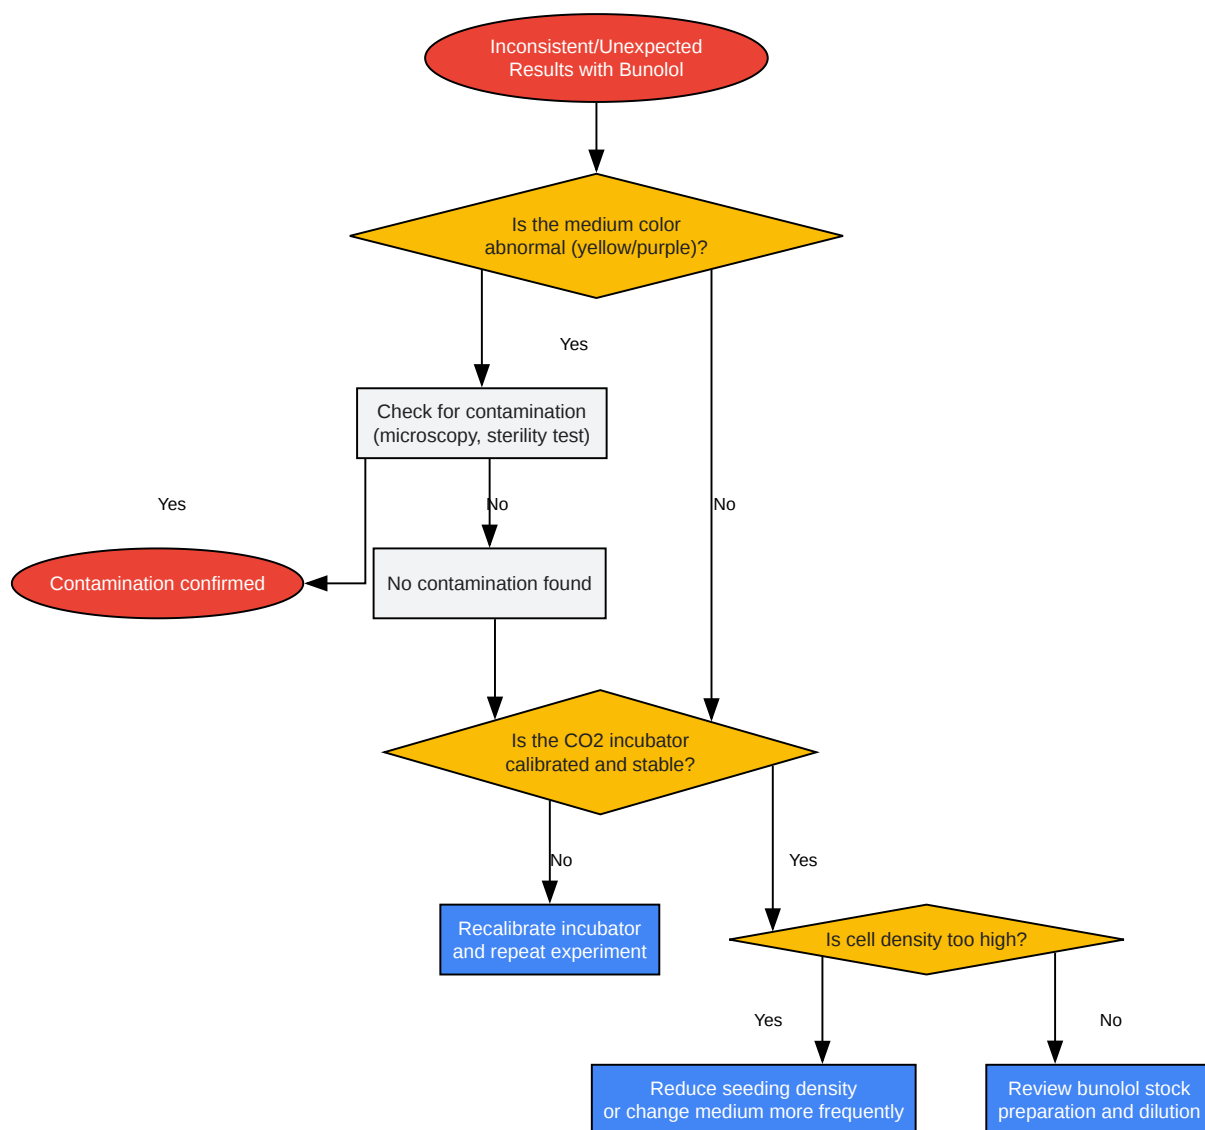 Inconsistent/Unexpected
Results with Bunolol
Is the medium color
abnormal (yellow/purple)?
Yes
Check for contamination
(microscopy, sterility test)
Yes
No
No
Contamination confirmed
No contamination found
Is the CO2 incubator
calibrated and stable?
No
Yes
Recalibrate incubator
and repeat experiment
Is cell density too high?
Yes
No
Reduce seeding density
or change medium more frequently
Review bunolol stock
preparation and dilution